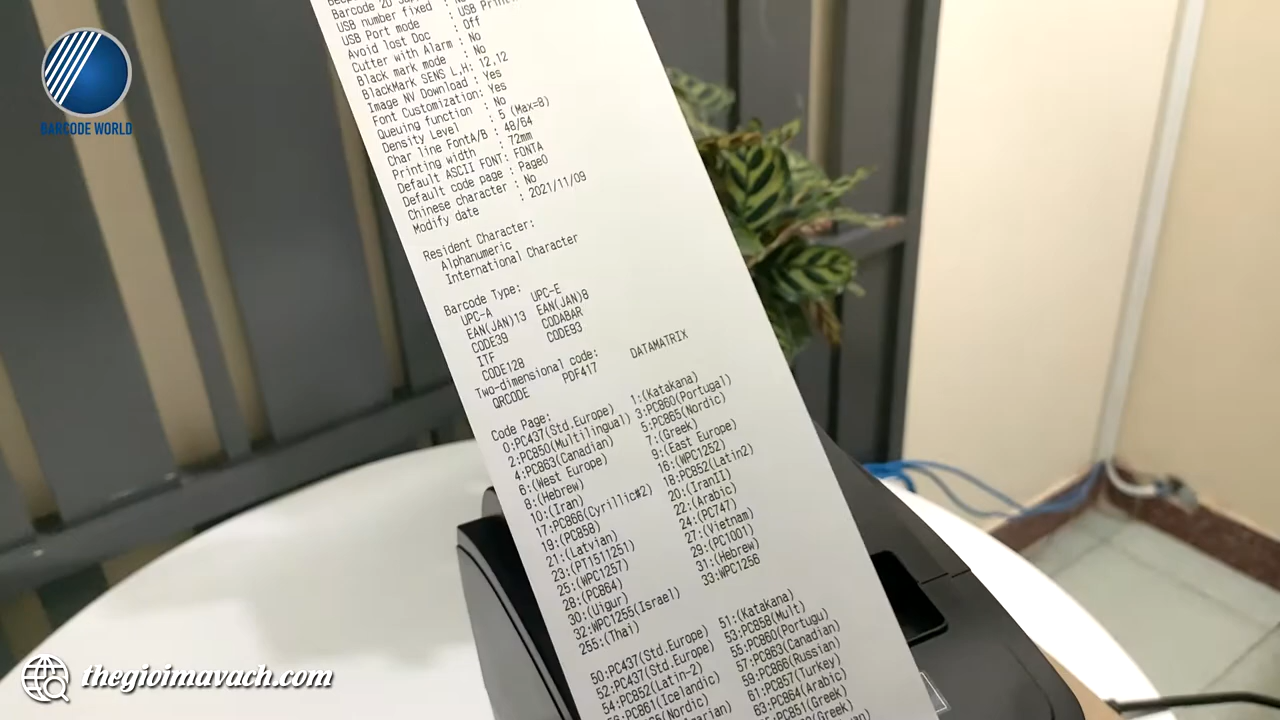 BARCODE WORLD
Barcode 2D
USB number fixed :
USB Port mode : USB
Avoid lost Doc : Off
Cutter with Alarm : No
Black mark mode : No
BlackMark SENS L,H: 12,12
Image NV Download : Yes
Font Customization: Yes
Queuing function : No
Density Level : 5 (Max=8)
Char line FontA/B : 48/64
Printing width : 72mm
Default ASCII FONT: FONTA
Default code page : Page0
Chinese character : No
Modify date : 2021/11/09
Resident Character:
Alphanumeric
International Character
Barcode Type:
UPC-A UPC-E
EAN(JAN)13 EAN(JAN)8
CODE39 CODABAR
ITF CODE93
CODE128
Two-dimensional code:
QRCODE PDF417 DATAMATRIX
Code Page:
0:PC437(Std.Europe) 1:(Katakana)
2:PC850(Multilingual) 3:PC860(Portugal)
4:PC863(Canadian) 5:PC865(Nordic)
6:(West Europe) 7:(Greek)
8:(Hebrew) 9:(East Europe)
10:(Iran) 16:(WPC1252)
17:PC866(Cyrillic#2) 18:PC852(Latin2)
19:(PC858) 20:(IranII)
21:(Latvian) 22:(Arabic)
23:(PT1511251) 24:(PC747)
25:(WPC1257) 27:(Vietnam)
28:(PC864) 29:(PC1001)
30:(Uigur) 31:(Hebrew)
32:WPC1255(Israel) 33:WPC1256
255:(Thai)
50:PC437(Std.Europe) 51:(Katakana)
52:PC437(Std.Europe) 53:PC858(Mult)
54:PC852(Latin-2) 55:PC860(Portugu)
56:PC861(Icelandic) 57:PC863(Canadian)
(Nordic) 59:PC866(Russian)
61:PC857(Turkey)
63:PC864(Arabic)
(Greek)
thegioimavach.com